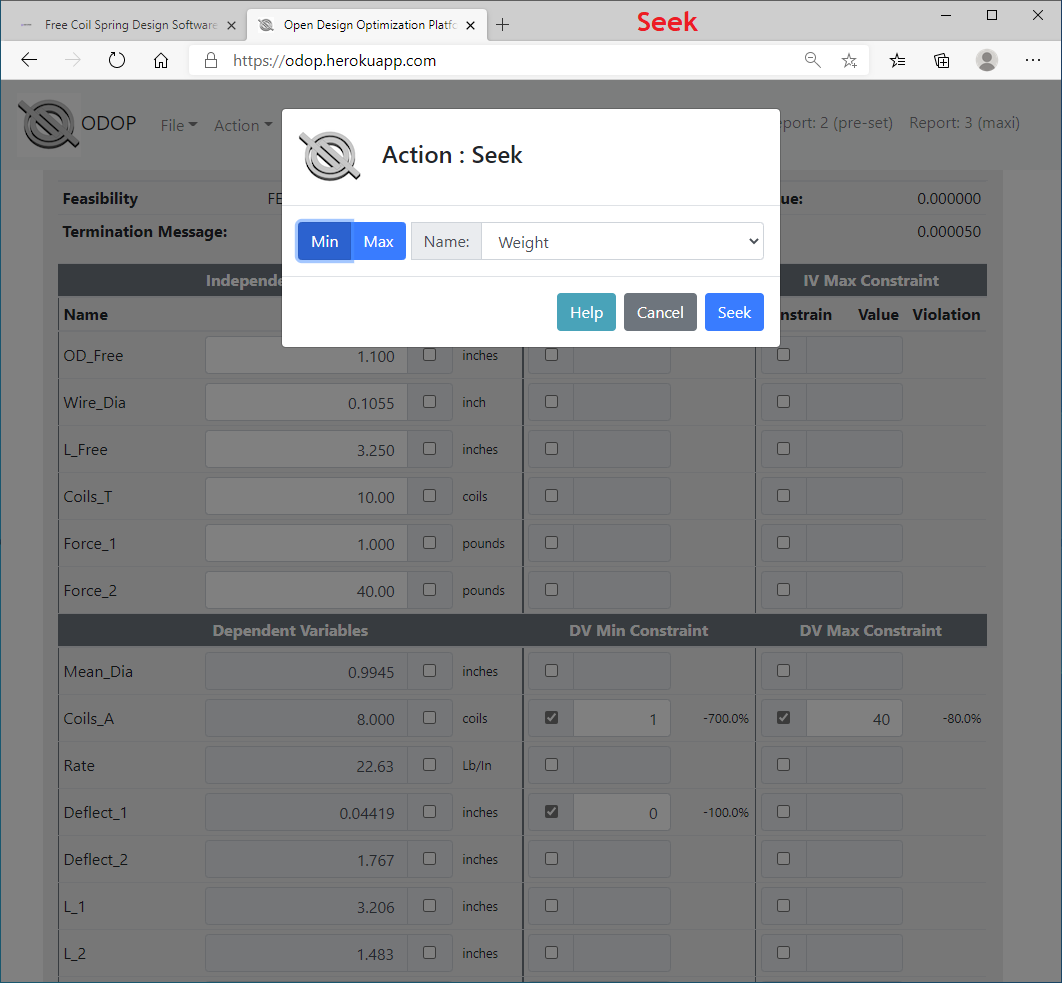 Seek
Free Coil Spring Design Software
Open Design Optimization Platfo
https://odop.herokuapp.com
ODOP File Action port: 2 (pre-set) Report: 3 (maxi)
Action : Seek
Min Max Name: Weight
Help Cancel Seek
Feasibility FE ue: 0.000000
Termination Message: 0.000050
Independe IV Max Constraint
Name nstrain Value Violation
OD_Free 1.100 inches
Wire_Dia 0.1055 inch
L_Free 3.250 inches
Coils_T 10.00 coils
Force_1 1.000 pounds
Force_2 40.00 pounds
Dependent Variables DV Min Constraint DV Max Constraint
Mean_Dia 0.9945 inches
Coils_A 8.000 coils 1 -700.0% 40 -80.0%
Rate 22.63 Lb/In
Deflect_1 0.04419 inches 0 -100.0%
Deflect_2 1.767 inches
L_1 3.206 inches
L_2 1.483 inches